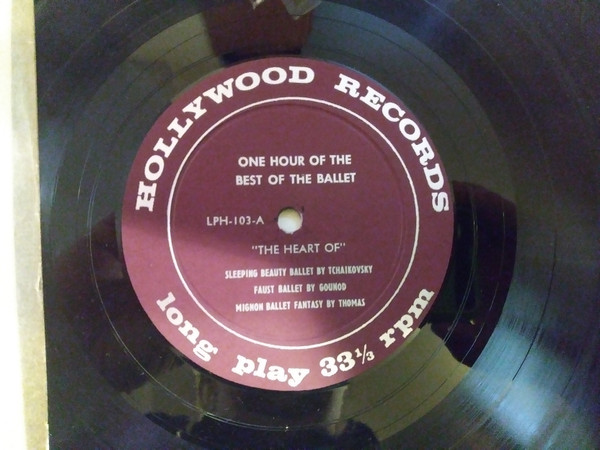 HOLLYWOOD RECORDS
ONE HOUR OF THE
BEST OF THE BALLET
LPH-103-A
"THE HEART OF"
SLEEPING BEAUTY BALLET BY TCHAIKOVSKY
FAUST BALLET BY GOUNOD
MIGNON BALLET FANTASY BY THOMAS
long play 33⅓ rpm